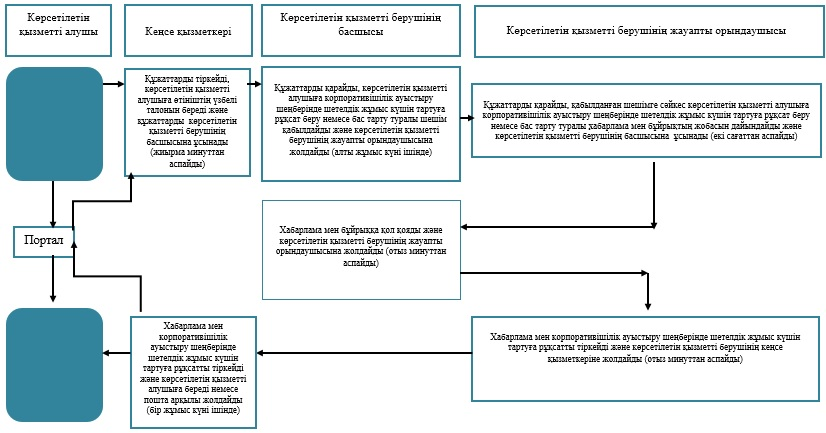 Көрсетілетін
қызметті алушы
Кеңсе қызметкері
Көрсетілетін қызметті берушінің
басшысы
Көрсетілетін қызметті берушінің жауапты орындаушысы
Құжаттарды тіркейді,
көрсетілетін қызметті
алушыға өтініштің үзбелі
талонын береді және
құжаттарды көрсетілетін
қызметті берушінің
басшысына ұсынады
(жиырма минуттан
аспайды)
Құжаттарды қарайды, көрсетілетін қызметті
алушыға корпоративішілік ауыстыру
шеңберінде шетелдік жұмыс күшін тартуға
рұқсат беру немесе бас тарту туралы шешім
қабылдайды және көрсетілетін қызметті
берушінің жауапты орындаушысына
жолдайды (алты жұмыс күні ішінде)
Құжаттарды қарайды, қабылданған шешімге сәйкес көрсетілетін қызметті алушыға
корпоративішілік ауыстыру шеңберінде шетелдік жұмыс күшін тартуға рұқсат беру
немесе бас тарту туралы хабарлама мен бұйрықтың жобасын дайындайды және
көрсетілетін қызметті берушінің басшысына ұсынады (екі сағаттан аспайды)
Портал
Хабарлама мен бұйрыққа қол қояды және
көрсетілетін қызметті берушінің жауапты
орындаушысына жолдайды (отыз минуттан
аспайды)
Хабарлама мен
корпоративішілік
ауыстыру шеңберінде
шетелдік жұмыс күшін
тартуға рұқсатты тіркейді
және көрсетілетін қызметті
алушыға береді немесе
пошта арқылы жолдайды
(бір жұмыс күні ішінде)
Хабарлама мен корпоративішілік ауыстыру шеңберінде шетелдік жұмыс күшін
тартуға рұқсатты тіркейді және көрсетілетін қызметті берушінің кеңсе
қызметкеріне жолдайды (отыз минуттан аспайды)